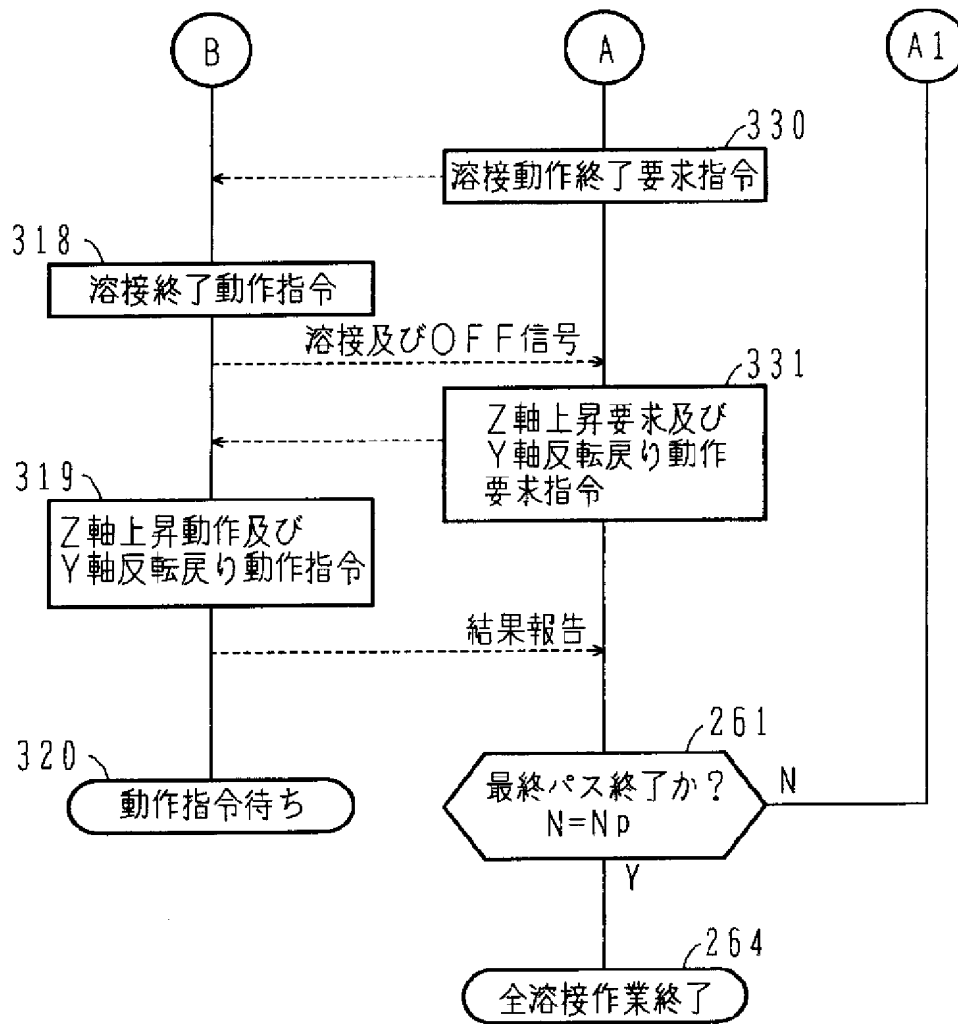 B
A
A1
330
溶接動作終了要求指令
318
溶接終了動作指令
溶接及びOFF信号
331
Z軸上昇要求及び
Y軸反転戻り動作
要求指令
319
Z軸上昇動作及び
Y軸反転戻り動作指令
結果報告
261
最終パス終了か?
N=Np
N
320
動作指令待ち
Y
264
全溶接作業終了